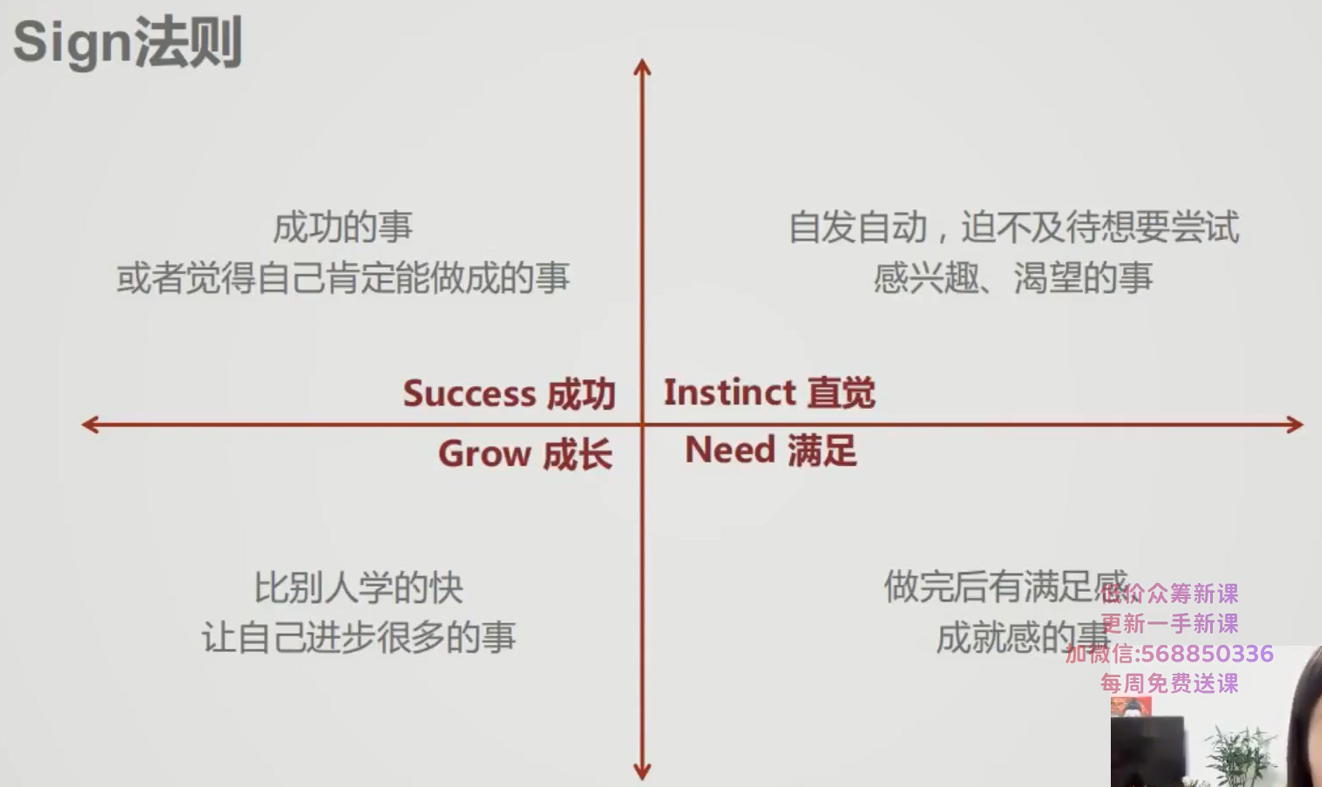 Sign法则
成功的事
或者觉得自己肯定能做成的事
自发自动，迫不及待想要尝试
感兴趣、渴望的事
Success 成功
Instinct 直觉
Grow 成长
Need 满足
比别人学的快
让自己进步很多的事
做完后有满足感、
成就感的事
低价众筹新课
更新一手新课
加微信:568850336
每周免费送课